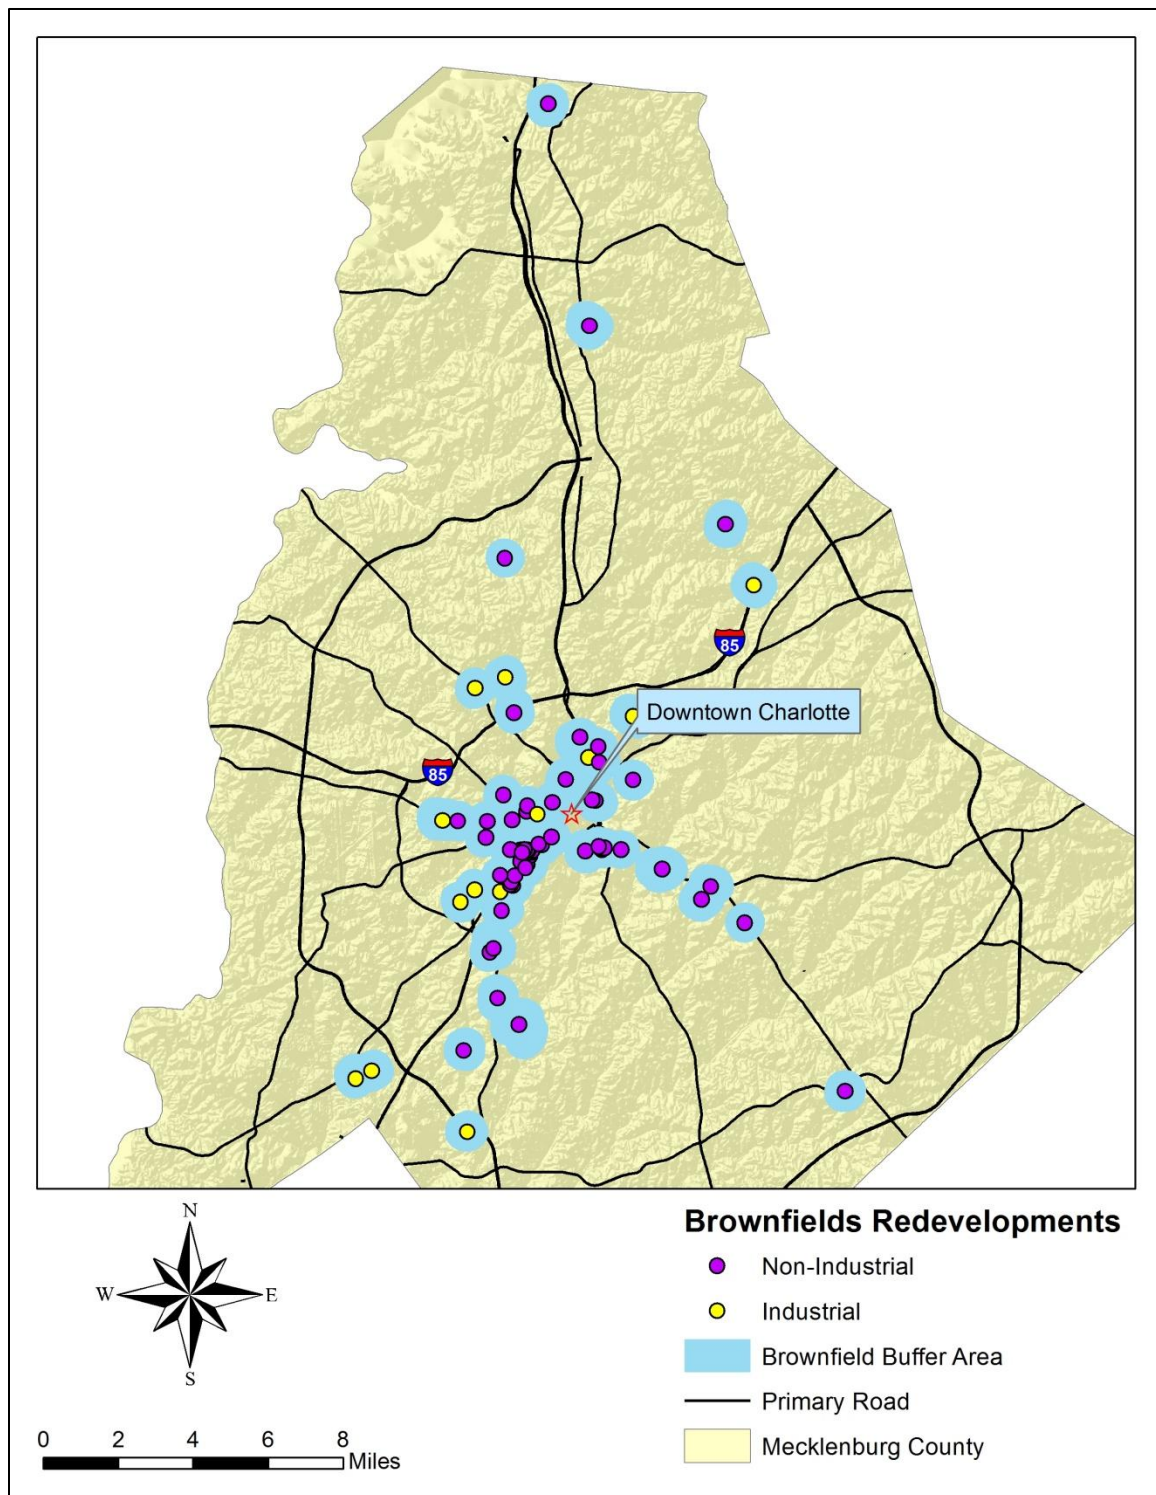 85
Downtown Charlotte
85
N
W
E
S
0 2 4 6 8
Miles
Brownfields Redevelopments
Non-Industrial
Industrial
Brownfield Buffer Area
Primary Road
Mecklenburg County